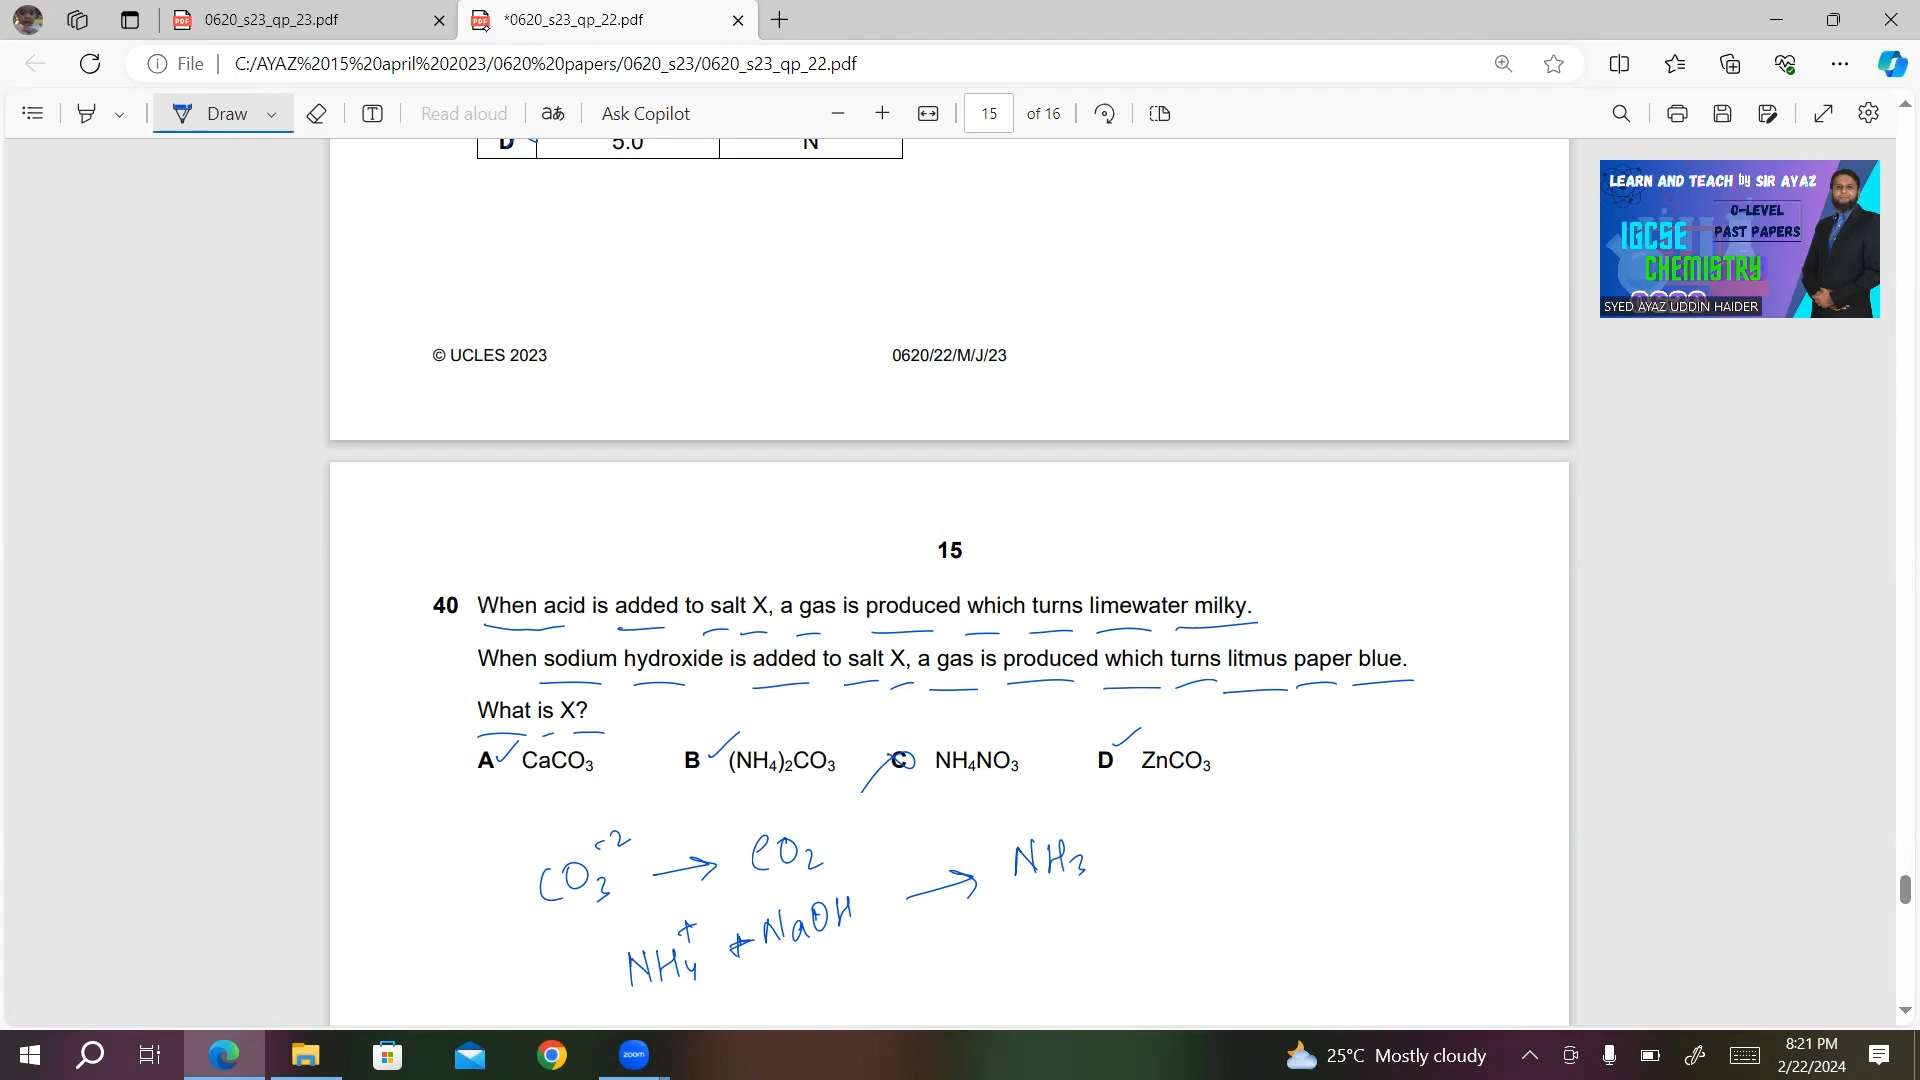 0620_s23_qp_23.pdf
*0620_s23_qp_22.pdf
File
C:/AYAZ%2015%20april%202023/0620%20papers/0620_s23/0620_s23_qp_22.pdf
Draw
Read aloud
aあ
Ask Copilot
15
of 16
D 5.0 N
LEARN AND TEACH by SIR AYAZ
O-LEVEL
PAST PAPERS
IGCSE
CHEMISTRY
0620
SYED AYAZ UDDIN HAIDER
© UCLES 2023
0620/22/M/J/23
15
40 When acid is added to salt X, a gas is produced which turns limewater milky.
When sodium hydroxide is added to salt X, a gas is produced which turns litmus paper blue.
What is X?
A CaCO₃ B (NH₄)₂CO₃ C NH₄NO₃ D ZnCO₃
CO₃⁻² → CO₂
NH₄⁺ + NaOH → NH₃
zoom
25°C Mostly cloudy
8:21 PM
2/22/2024